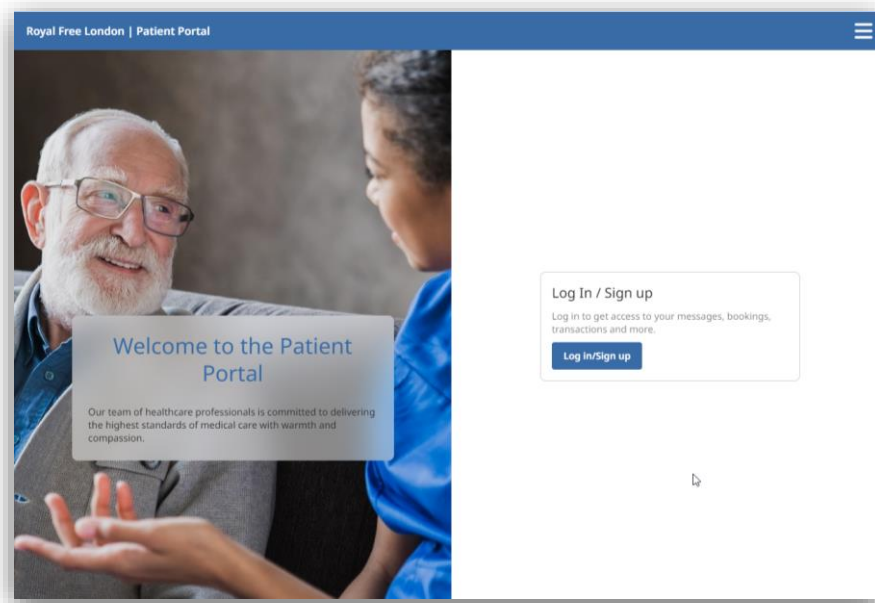 Royal Free London | Patient Portal
Welcome to the Patient
Portal
Our team of healthcare professionals is committed to delivering
the highest standards of medical care with warmth and
compassion.
Log In / Sign up
Log in to get access to your messages, bookings,
transactions and more.
Log in/Sign up